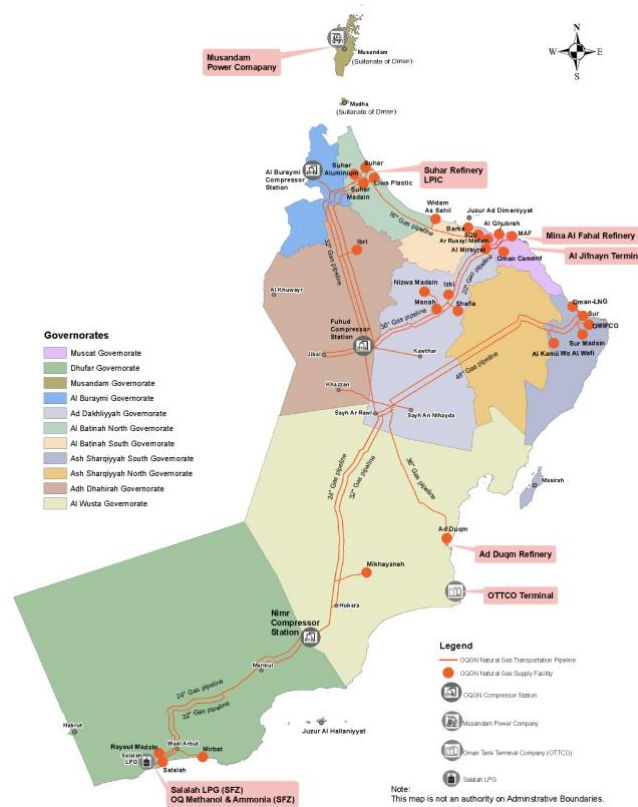 Musandam
Power Comapany
Musandam
(Sultanate of Oman)
N
W
E
S
Madha
(Sultanate of Oman)
Al Buraymi
Compressor
Station
Suhar
Aluminium
Suhar
Suhar
Madain
Liwa Plastic
Suhar Refinery
LPIC
Widam
As Sahil
Juzur Ad Dimaniyyat
Barka
Al Ghubrah
MAF
Ar Rusayl
Al Mirayrat
Oman Cement
Mina Al Fahal Refinery
Al Jifnayn Termin
16" Gas pipeline
32" Gas pipeline
20" Gas pipeline
Ibri
Al Khuwayr
Nizwa Madain
Izki
Manah
Shafia
36" Gas pipeline
Fuhud
Compressor
Station
Jibal
Kawthar
Khazzan
Sayh Ar Rawl
Sayh An Nihayda
48" Gas pipeline
Oman-LNG
Sur
OMIFCO
Sur Madain
Al Kamil Wa Al Wafi
Masirah
Governorates
Muscat Governorate
Dhufar Governorate
Musandam Governorate
Al Buraymi Governorate
Ad Dakhliyyah Governorate
Al Batinah North Governorate
Al Batinah South Governorate
Ash Sharqiyyah South Governorate
Ash Sharqiyyah North Governorate
Adh Dhahirah Governorate
Al Wusta Governorate
24" Gas pipeline
32" Gas pipeline
36" Gas pipeline
Ad Duqm
Ad Duqm Refinery
OTTCO Terminal
Mikhayznah
Hubara
Nimr
Compressor
Station
Marmul
24" Gas pipeline
32" Gas pipeline
Hakrut
Wadi Arbut
Raysut Madain
Salalah
LPG
Salalah
Mirbat
Juzur Al Hallaniyyat
Salalah LPG (SFZ)
OQ Methanol & Ammonia (SFZ)
Legend
OQGN Natural Gas Transportation Pipeline
OQGN Natural Gas Supply Facility
OQGN Compressor Station
Musandam Power Company
Oman Tank Terminal Company (OTTCO)
Salalah LPG
Note:
This map is not an authority on Adminstrative Boundaries.